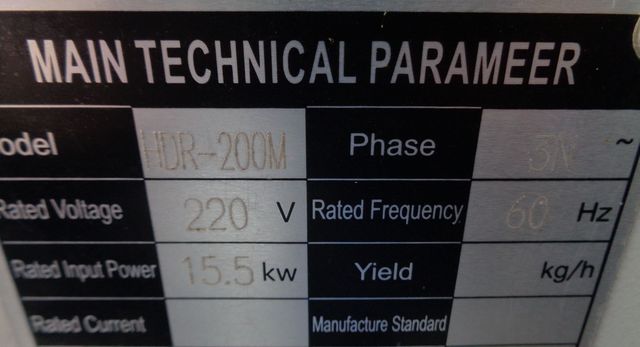 MAIN TECHNICAL PARAMEER
odel HDR-200M Phase 3N ~
Rated Voltage 220 V Rated Frequency 60 Hz
Rated Input Power 15.5 kw Yield kg/h
Rated Current Manufacture Standard